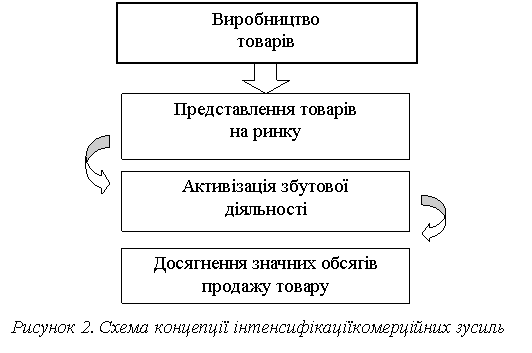 Виробництво
товарів
Представлення товарів
на ринку
Активізація збутової
діяльності
Досягнення значних обсягів
продажу товару
Рисунок 2. Схема концепції інтенсифікаціїкомерційних зусиль